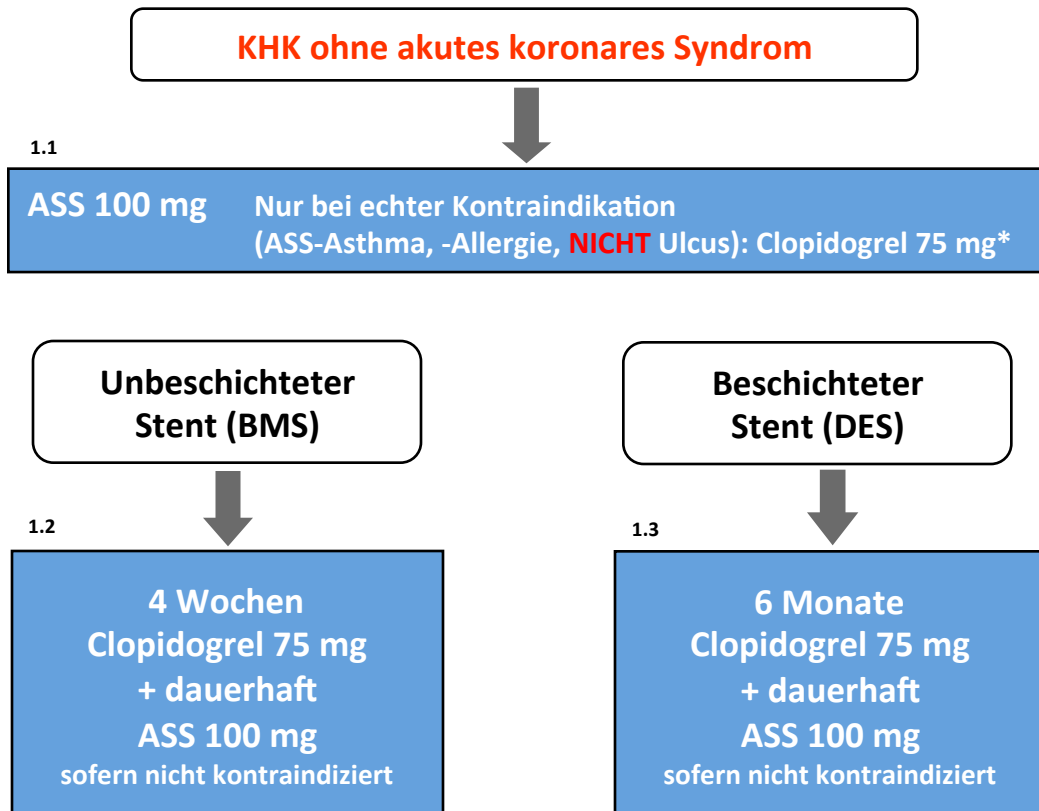 KHK ohne akutes koronares Syndrom
1.1
ASS 100 mg Nur bei echter Kontraindikation
(ASS-Asthma, -Allergie, NICHT Ulcus): Clopidogrel 75 mg*
Unbeschichteter
Stent (BMS)
1.2
4 Wochen
Clopidogrel 75 mg
+ dauerhaft
ASS 100 mg
sofern nicht kontraindiziert
Beschichteter
Stent (DES)
1.3
6 Monate
Clopidogrel 75 mg
+ dauerhaft
ASS 100 mg
sofern nicht kontraindiziert